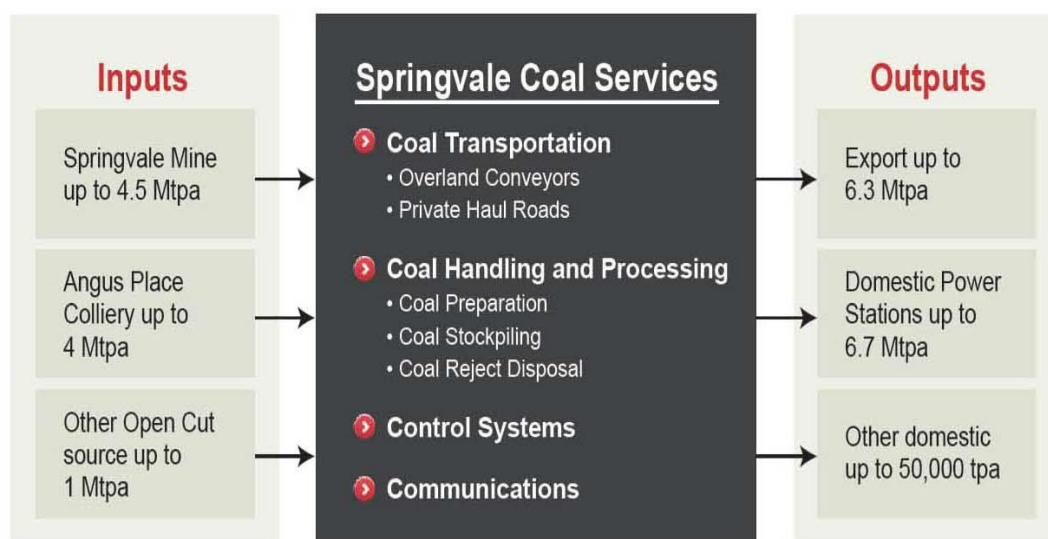 Inputs
Springvale Mine
up to 4.5 Mtpa
Angus Place
Colliery up to
4 Mtpa
Other Open Cut
source up to
1 Mtpa
Springvale Coal Services
Coal Transportation
• Overland Conveyors
• Private Haul Roads
Coal Handling and Processing
• Coal Preparation
• Coal Stockpiling
• Coal Reject Disposal
Control Systems
Communications
Outputs
Export up to
6.3 Mtpa
Domestic Power
Stations up to
6.7 Mtpa
Other domestic
up to 50,000 tpa